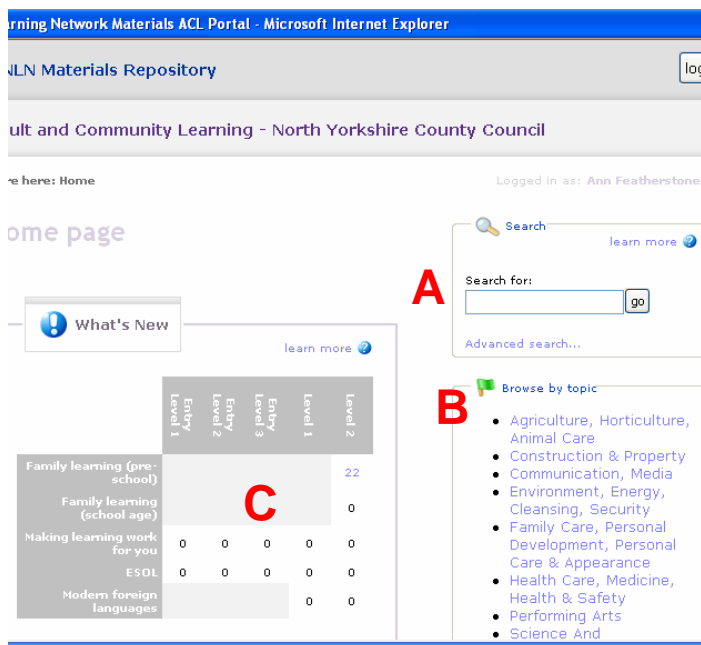 rning Network Materials ACL Portal - Microsoft Internet Explorer
NLN Materials Repository
log
ult and Community Learning - North Yorkshire County Council
re here: Home
Logged in as: Ann Featherstone
ome page
Search
learn more
A
Search for:
go
Advanced search...
What's New
learn more
Entry Level 1
Entry Level 2
Entry Level 3
Level 1
Level 2
Family learning (pre-
school)
22
Family learning
(school age)
0
C
Making learning work
for you
0 0 0 0 0
ESOL
0 0 0 0 0
Modern foreign
languages
0 0
B
Browse by topic
Agriculture, Horticulture,
Animal Care
Construction & Property
Communication, Media
Environment, Energy,
Cleansing, Security
Family Care, Personal
Development, Personal
Care & Appearance
Health Care, Medicine,
Health & Safety
Performing Arts
Science And